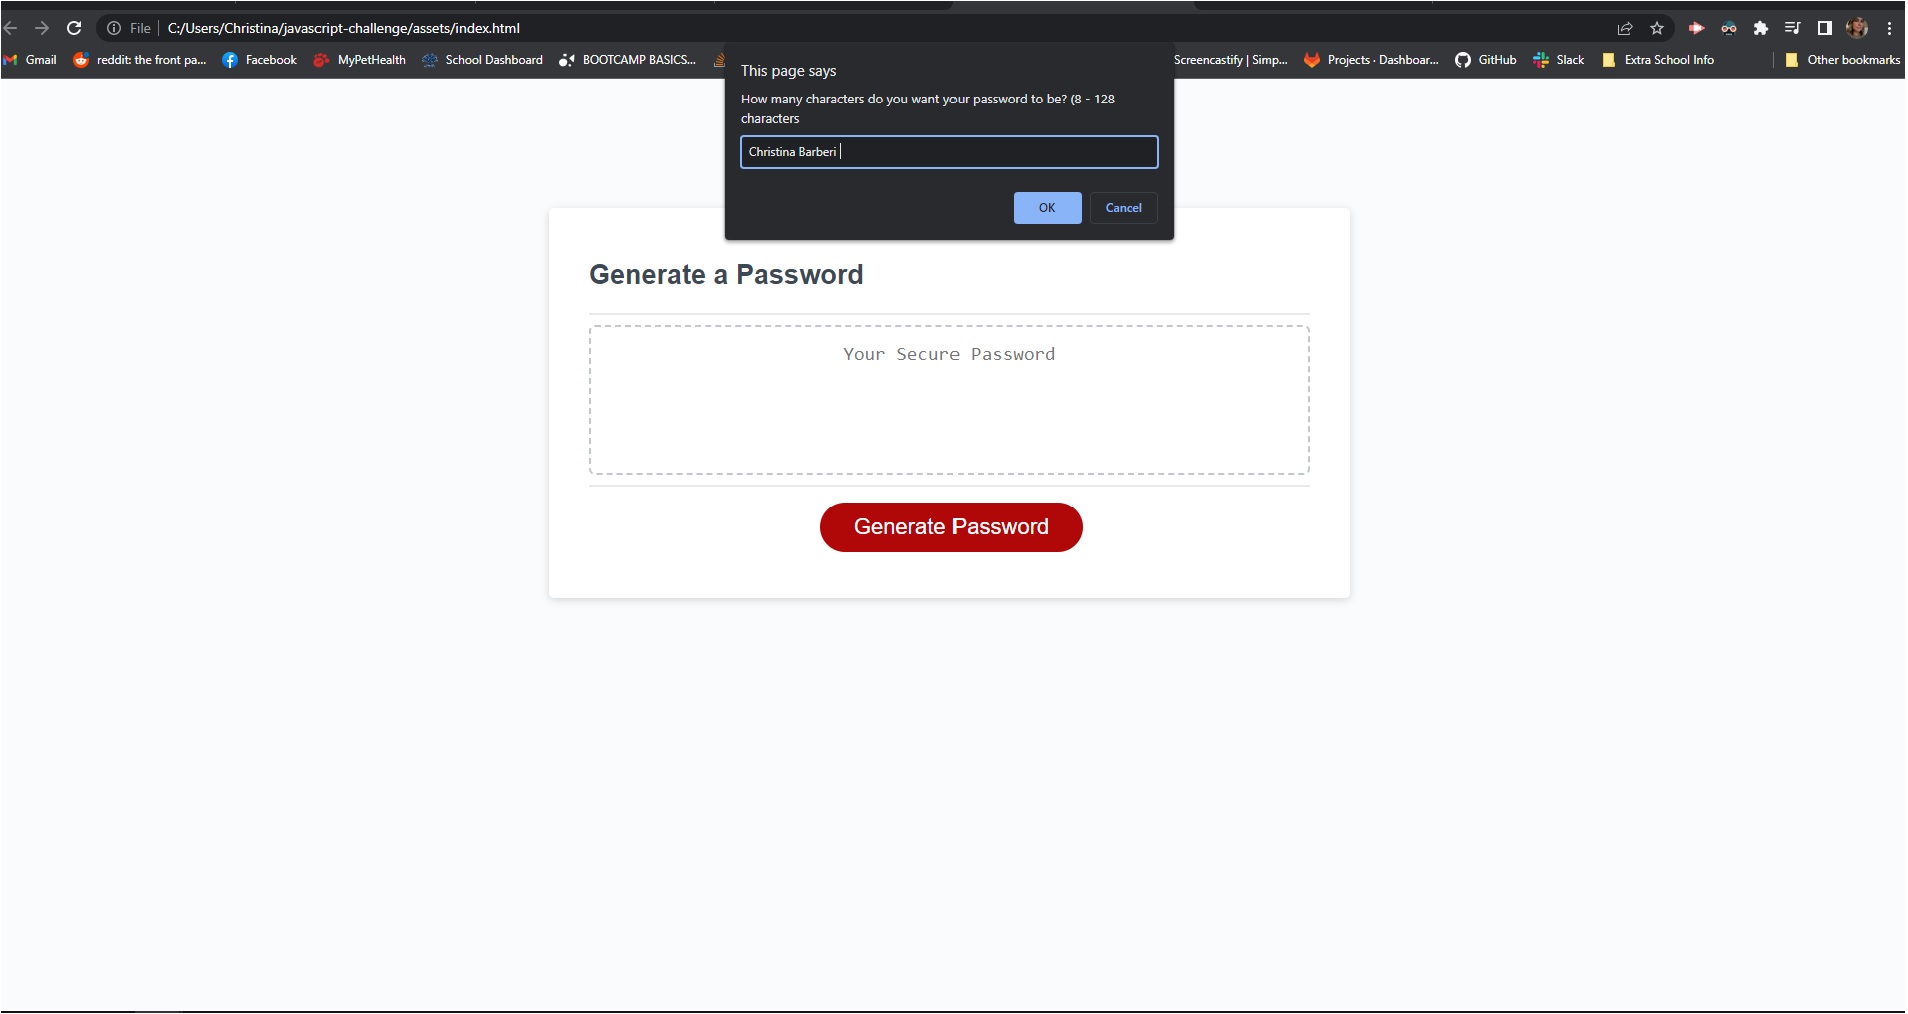 File C:/Users/Christina/javascript-challenge/assets/index.html
Gmail reddit: the front pa... Facebook MyPetHealth School Dashboard BOOTCAMP BASICS... Screencastify | Simp... Projects · Dashboar... GitHub Slack Extra School Info Other bookmarks
This page says
How many characters do you want your password to be? (8 - 128
characters
Christina Barberi
OK Cancel
Generate a Password
Your Secure Password
Generate Password